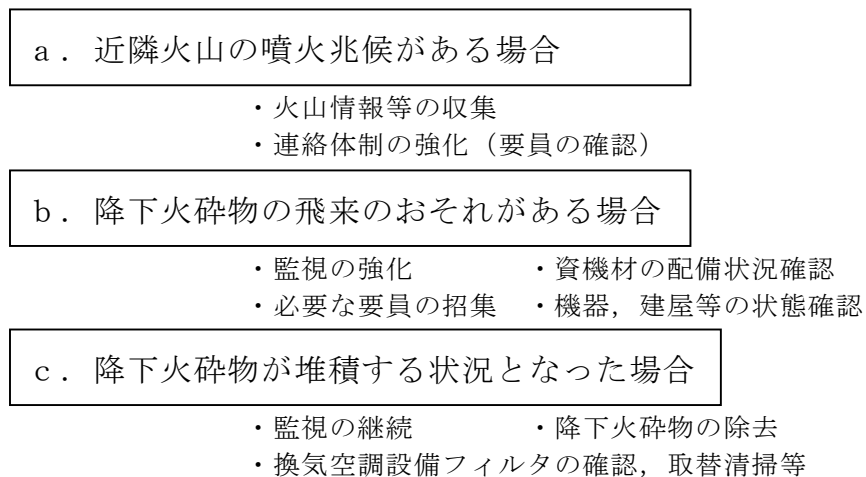 a．近隣火山の噴火兆候がある場合
・火山情報等の収集
・連絡体制の強化（要員の確認）
b．降下火砕物の飛来のおそれがある場合
・監視の強化　・資機材の配備状況確認
・必要な要員の招集　・機器，建屋等の状態確認
c．降下火砕物が堆積する状況となった場合
・監視の継続　・降下火砕物の除去
・換気空調設備フィルタの確認，取替清掃等